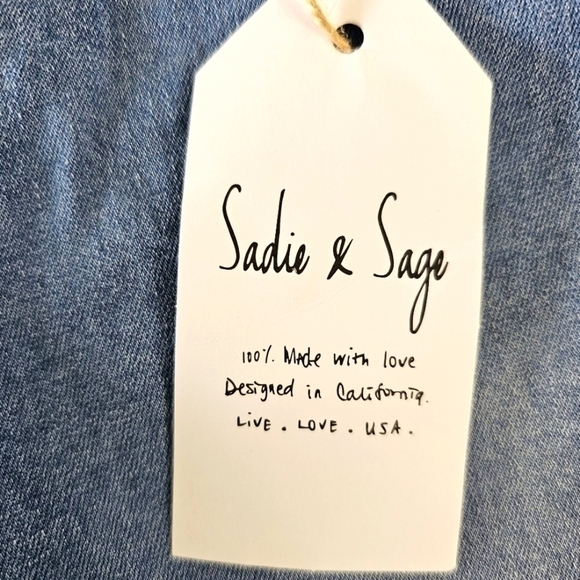 Sadie & Sage
100% Made with love
Designed in California.
LIVE . LOVE . USA .